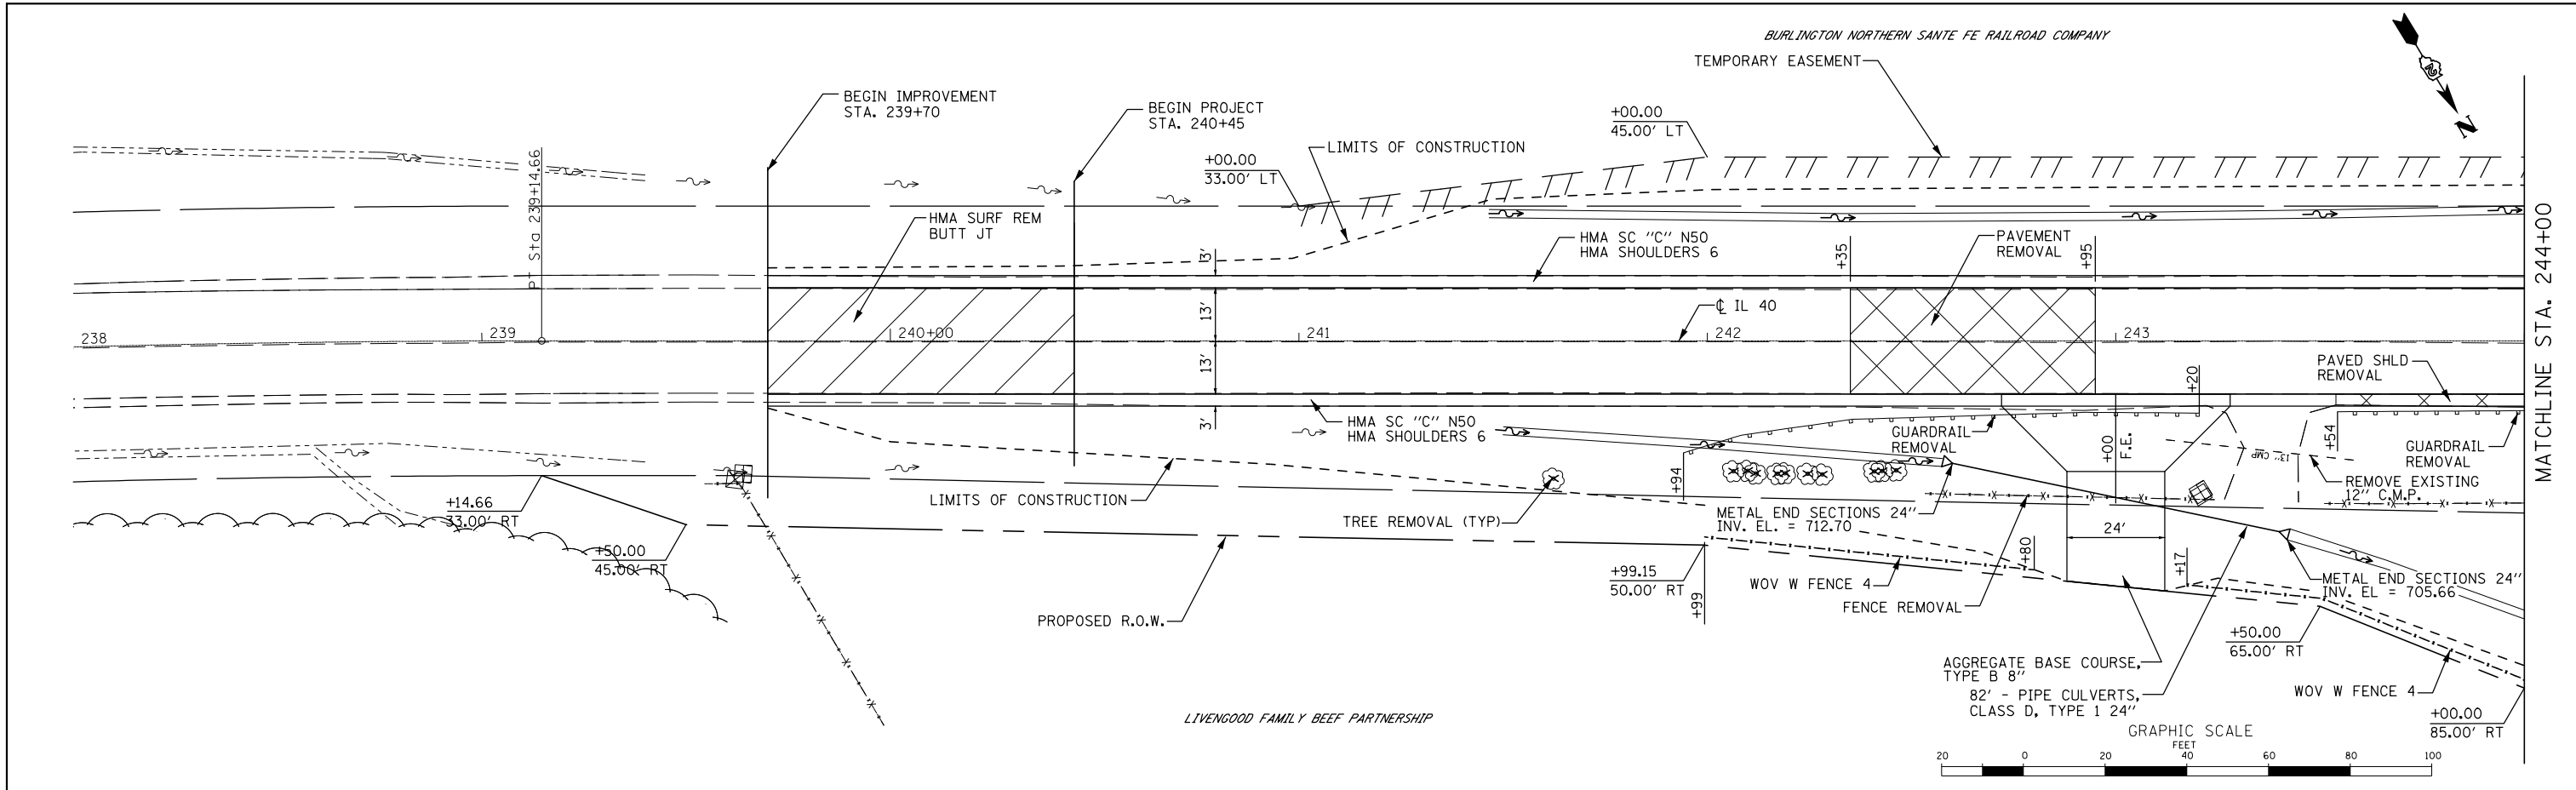 BURLINGTON NORTHERN SANTE FE RAILROAD COMPANY
TEMPORARY EASEMENT
N
BEGIN IMPROVEMENT
STA. 239+70
BEGIN PROJECT
STA. 240+45
+00.00
45.00' LT
LIMITS OF CONSTRUCTION
+00.00
33.00' LT
PT Sta 239+14.66
HMA SURF REM
BUTT JT
3'
HMA SC "C" N50
HMA SHOULDERS 6
+35
PAVEMENT
REMOVAL
+95
MATCHLINE STA. 244+00
13'
℄ IL 40
238
239
240+00
241
242
243
13'
PAVED SHLD
REMOVAL
+20
3'
HMA SC "C" N50
HMA SHOULDERS 6
GUARDRAIL
REMOVAL
+00
F.E.
+54
GUARDRAIL
REMOVAL
12" CMP
REMOVE EXISTING
12" C.M.P.
+94
LIMITS OF CONSTRUCTION
+14.66
33.00' RT
TREE REMOVAL (TYP)
METAL END SECTIONS 24"
INV. EL. = 712.70
24'
+50.00
45.00' RT
+80
+17
+99.15
50.00' RT
+99
WOV W FENCE 4
FENCE REMOVAL
METAL END SECTIONS 24"
INV. EL = 705.66
PROPOSED R.O.W.
+50.00
65.00' RT
AGGREGATE BASE COURSE,
TYPE B 8"
82' - PIPE CULVERTS,
CLASS D, TYPE 1 24"
WOV W FENCE 4
LIVENGOOD FAMILY BEEF PARTNERSHIP
+00.00
85.00' RT
GRAPHIC SCALE
FEET
20 0 20 40 60 80 100